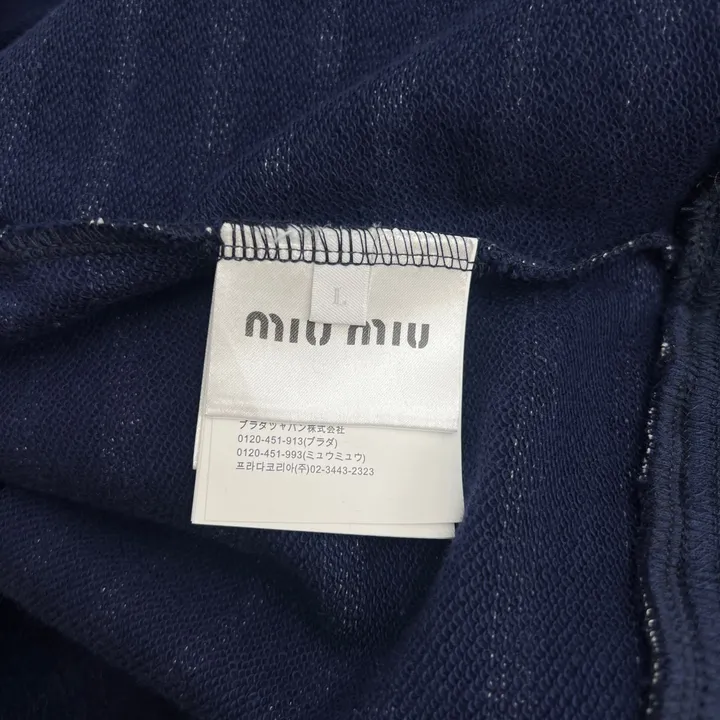 L
miu miu
プラダジャパン株式会社
0120-451-913(プラダ)
0120-451-993(ミュウミュウ)
프라다코리아(주)02-3443-2323